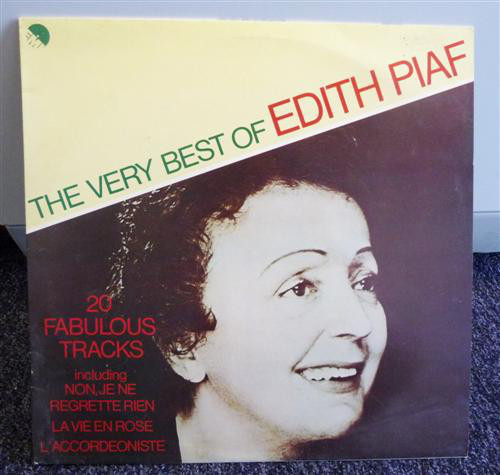 THE VERY BEST OF EDITH PIAF
20
FABULOUS
TRACKS
including
NON, JE NE
REGRETTE RIEN
LA VIE EN ROSE
L'ACCORDEONISTE